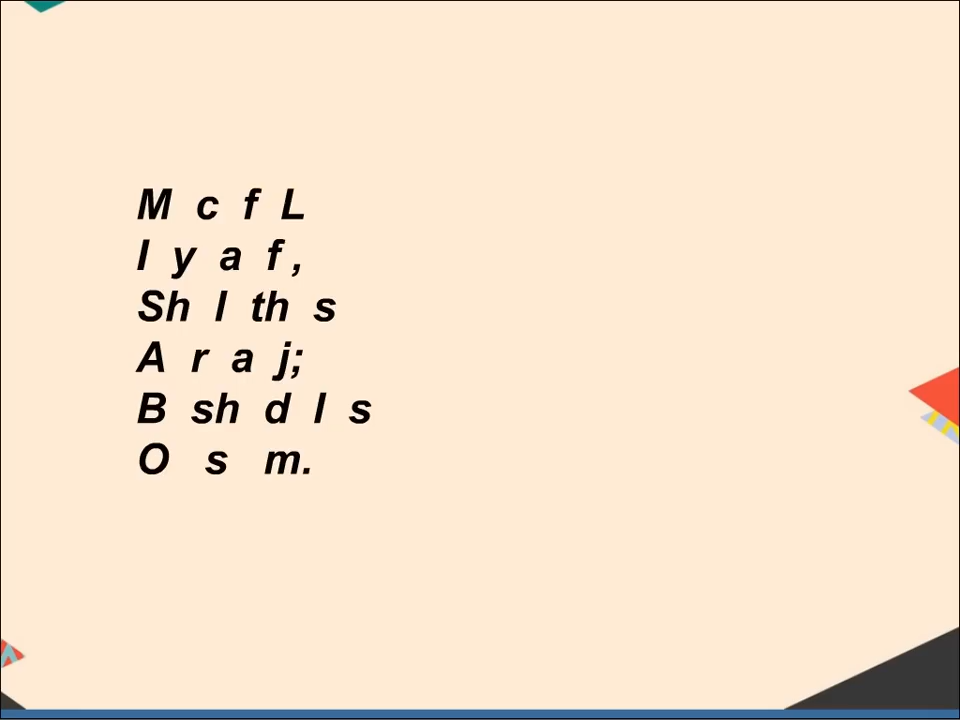 M c f L
I y a f ,
Sh l th s
A r a j;
B sh d l s
O s m.